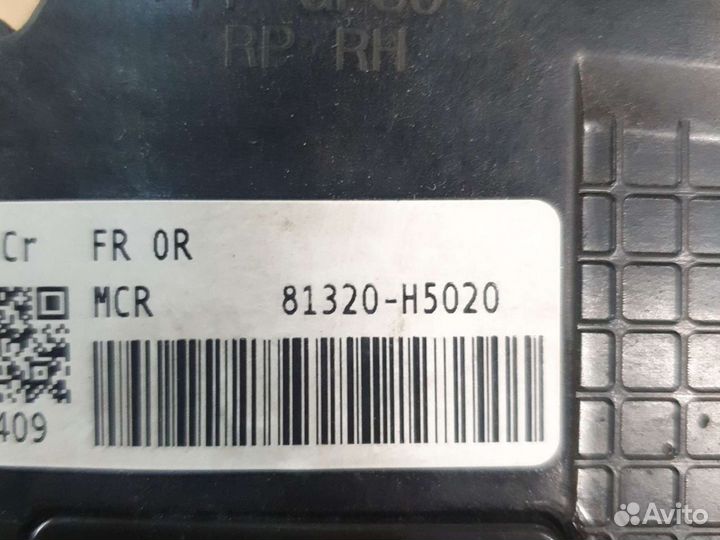 RP RH
Cr FR OR
MCR 81320-H5020
409
Avito